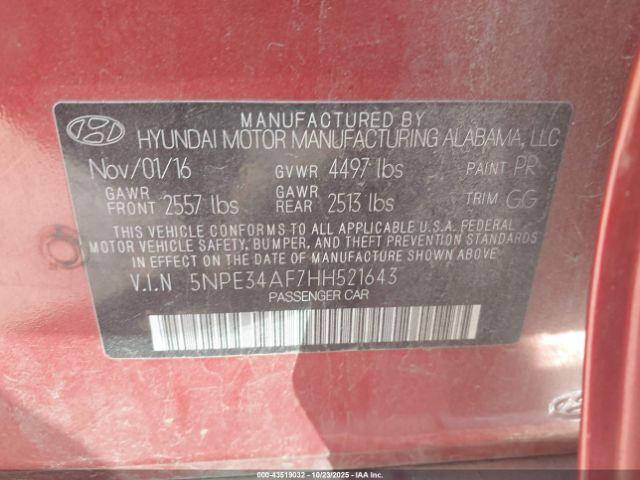 MANUFACTURED BY
HYUNDAI MOTOR MANUFACTURING ALABAMA, LLC
Nov/01/16 GVWR 4497 lbs PAINT PR
GAWR FRONT 2557 lbs GAWR REAR 2513 lbs TRIM GG
THIS VEHICLE CONFORMS TO ALL APPLICABLE U.S.A. FEDERAL
MOTOR VEHICLE SAFETY, BUMPER, AND THEFT PREVENTION STANDARDS
IN EFFECT ON THE DATE OF MANUFACTURE SHOWN ABOVE.
V.I.N 5NPE34AF7HH521643
PASSENGER CAR
000-43519032 - 10/23/2025 - ©IAA Inc.